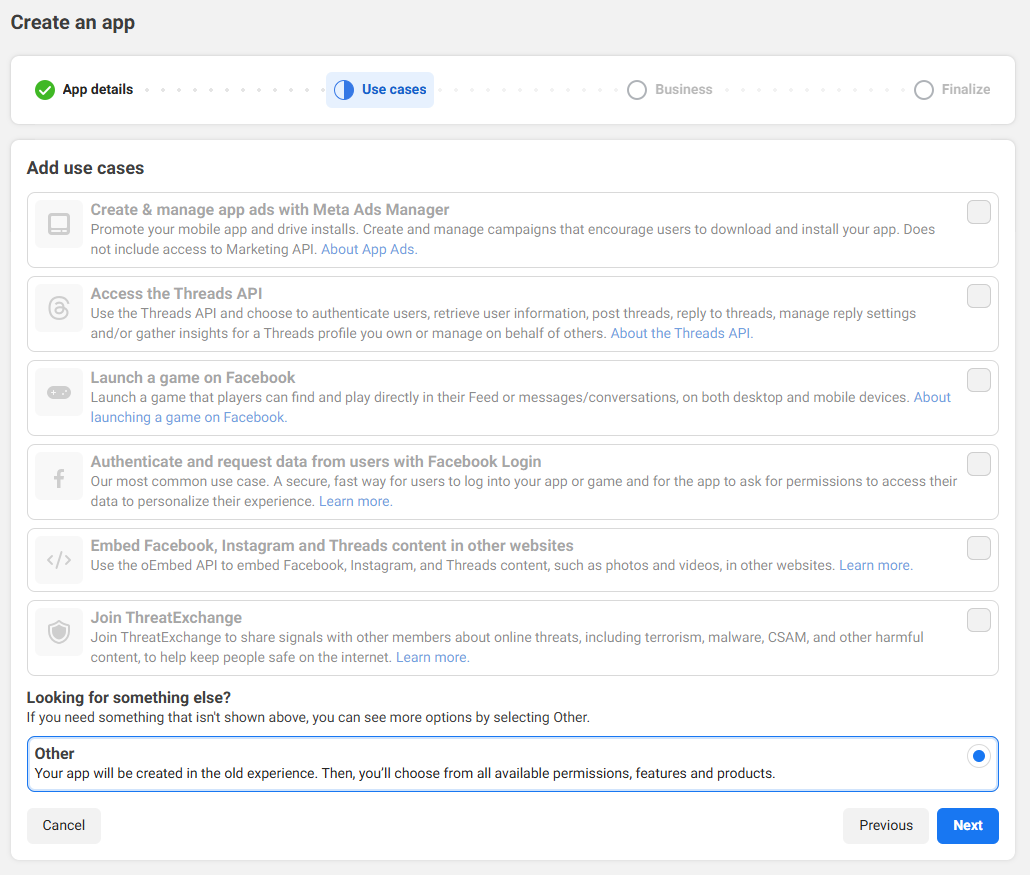 Create an app
App details
Use cases
Business
Finalize
Add use cases
Create & manage app ads with Meta Ads Manager
Promote your mobile app and drive installs. Create and manage campaigns that encourage users to download and install your app. Does
not include access to Marketing API. About App Ads.
Access the Threads API
Use the Threads API and choose to authenticate users, retrieve user information, post threads, reply to threads, manage reply settings
and/or gather insights for a Threads profile you own or manage on behalf of others. About the Threads API.
Launch a game on Facebook
Launch a game that players can find and play directly in their Feed or messages/conversations, on both desktop and mobile devices. About
launching a game on Facebook.
Authenticate and request data from users with Facebook Login
Our most common use case. A secure, fast way for users to log into your app or game and for the app to ask for permissions to access their
data to personalize their experience. Learn more.
Embed Facebook, Instagram and Threads content in other websites
Use the oEmbed API to embed Facebook, Instagram, and Threads content, such as photos and videos, in other websites. Learn more.
Join ThreatExchange
Join ThreatExchange to share signals with other members about online threats, including terrorism, malware, CSAM, and other harmful
content, to help keep people safe on the internet. Learn more.
Looking for something else?
If you need something that isn't shown above, you can see more options by selecting Other.
Other
Your app will be created in the old experience. Then, you’ll choose from all available permissions, features and products.
Cancel
Previous
Next